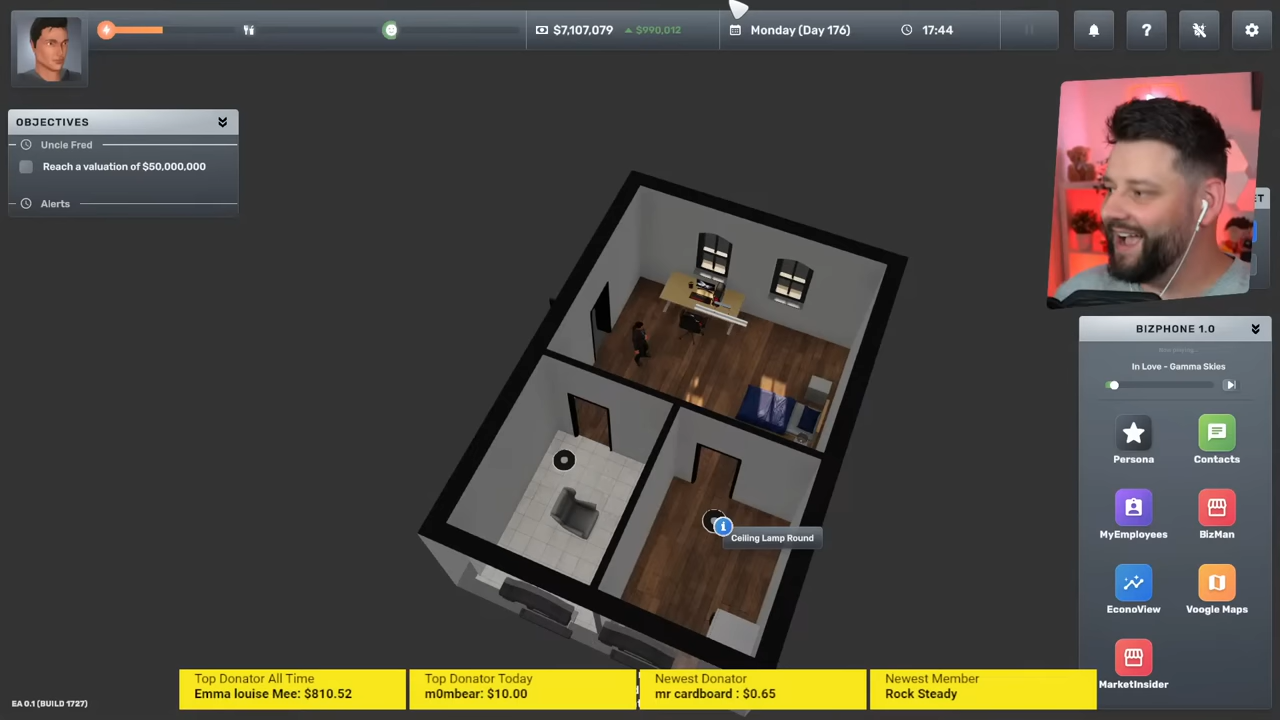 $7,107,079
$990,012
Monday (Day 176)
17:44
OBJECTIVES
Uncle Fred
Reach a valuation of $50,000,000
Alerts
BIZPHONE 1.0
In Love - Gamma Skies
Persona
Contacts
MyEmployees
BizMan
EconoView
Voogle Maps
MarketInsider
Ceiling Lamp Round
Top Donator All Time
Emma louise Mee: $810.52
Top Donator Today
m0mbear: $10.00
Newest Donator
mr cardboard : $0.65
Newest Member
Rock Steady
EA 0.1 (BUILD 1727)